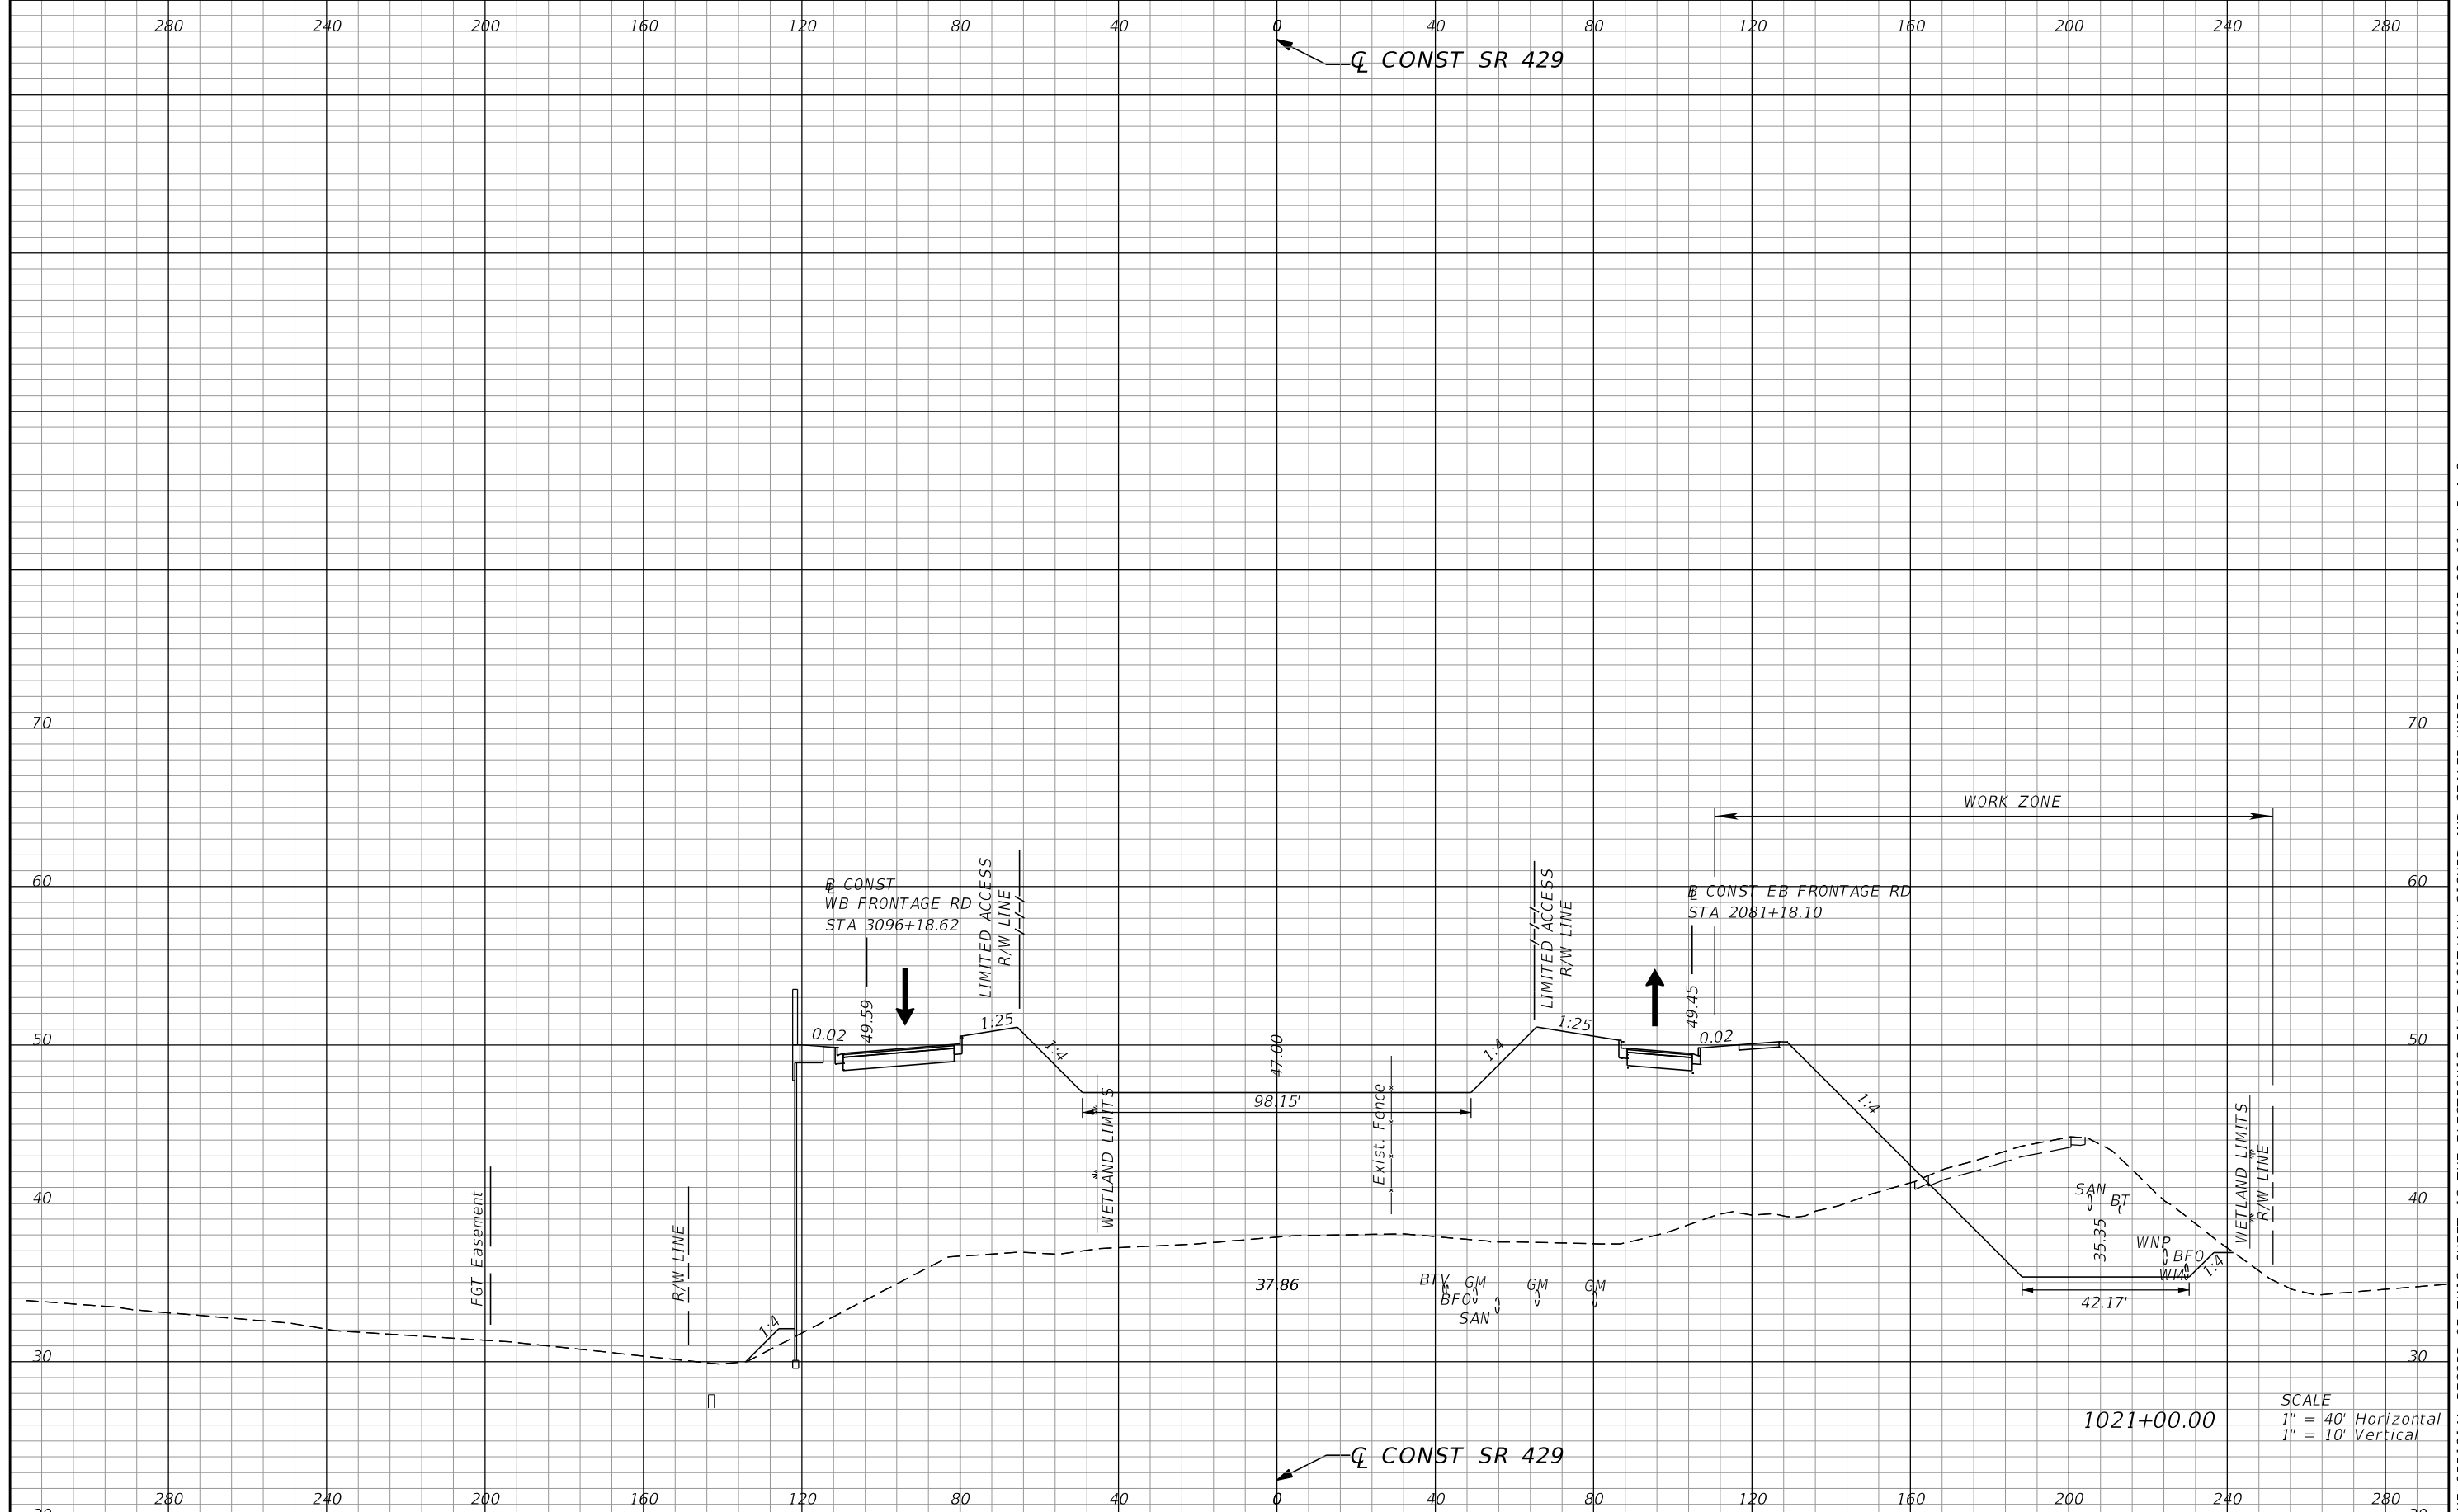 280 240 200 160 120 80 40 0 40 80 120 160 200 240 280
℄ CONST SR 429
70 70
WORK ZONE
60 60
℄ CONST
WB FRONTAGE RD
STA 3096+18.62
LIMITED ACCESS
R/W LINE
LIMITED ACCESS
R/W LINE
℄ CONST EB FRONTAGE RD
STA 2081+18.10
49.59
49.45
50 50
0.02
1:25
1:4
47.00
1:4
1:25
0.02
98.15'
1:4
WETLAND LIMITS
Exist. Fence
WETLAND LIMITS
R/W LINE
40 40
FGT Easement
R/W LINE
SAN
BT
35.35
WNP
BFO
WM
1:4
42.17'
37.86
BTV
GM
BFO
SAN
GM
GM
1:4
30 30
1021+00.00
SCALE
1" = 40' Horizontal
1" = 10' Vertical
℄ CONST SR 429
280 240 200 160 120 80 40 0 40 80 120 160 200 240 280